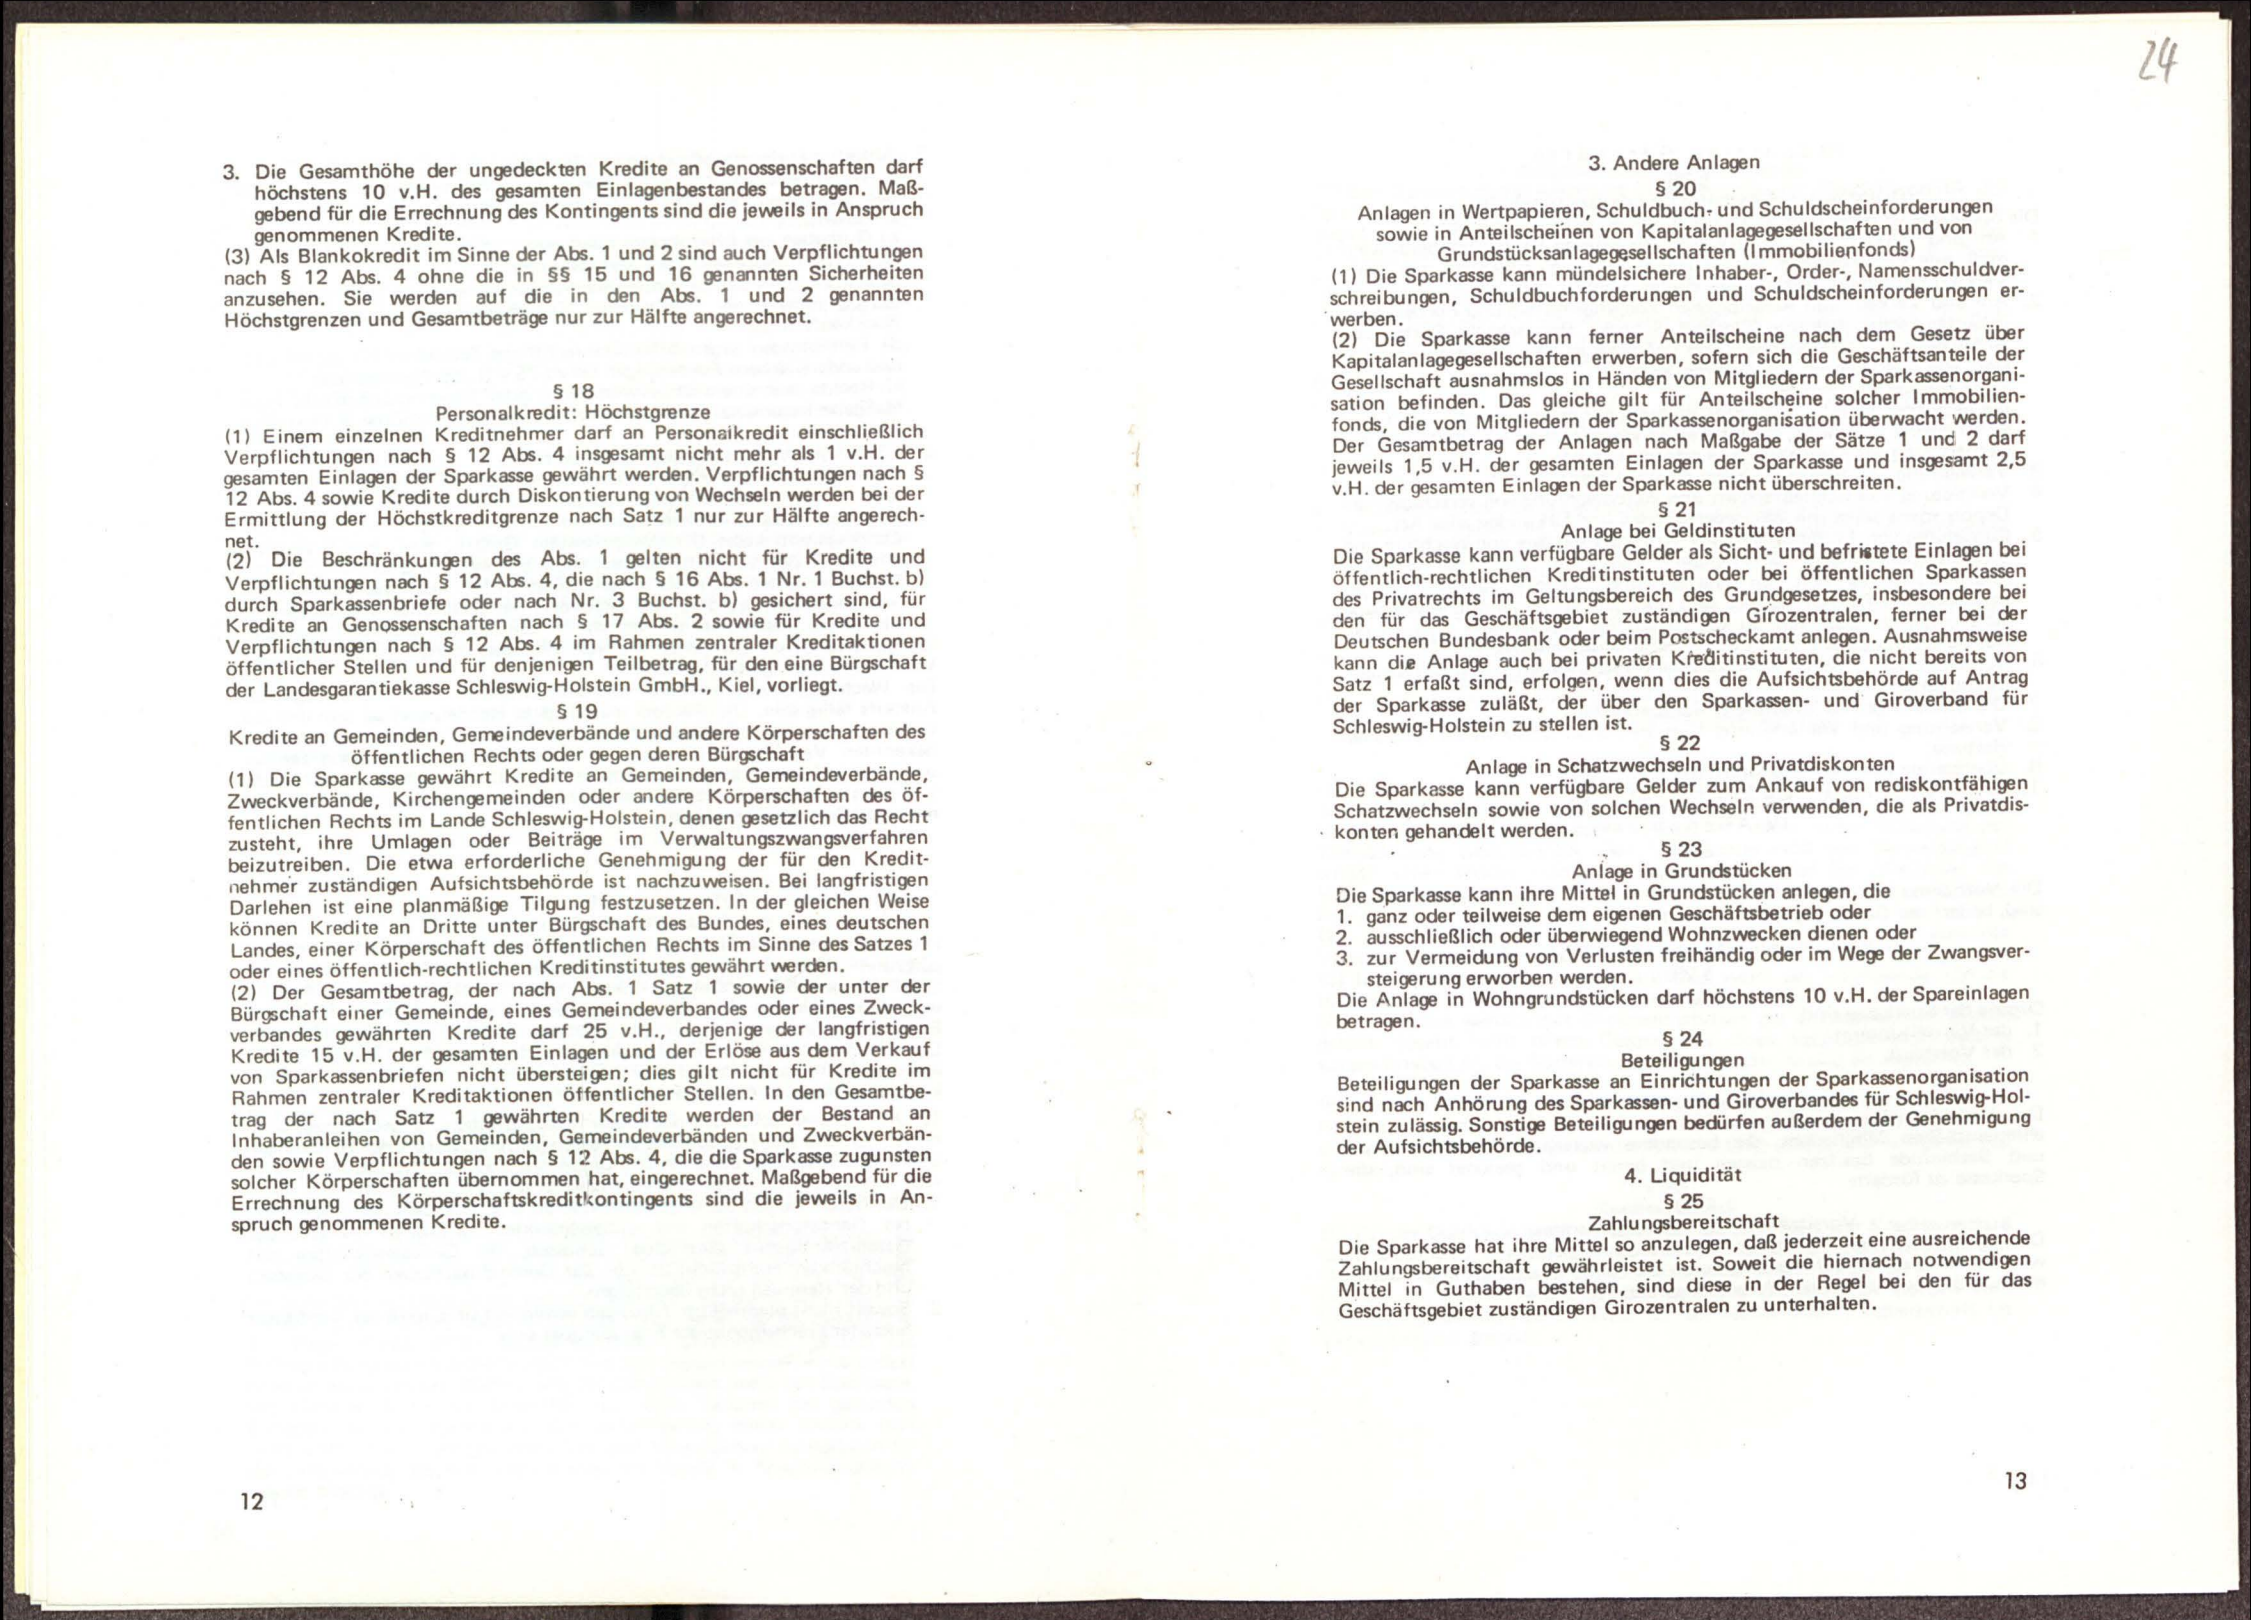 3. Die Gesamthöhe der ungedeckten Kredite an Genossenschaften darf
höchstens 10 v.H. des gesamten Einlagenbestandes betragen. Maß-
gebend für die Errechnung des Kontingents sind die jeweils in Anspruch
genommenen Kredite.
(3) Als Blankokredit im Sinne der Abs. 1 und 2 sind auch Verpflichtungen
nach § 12 Abs. 4 ohne die in §§ 15 und 16 genannten Sicherheiten
anzusehen. Sie werden auf die in den Abs. 1 und 2 genannten
Höchstgrenzen und Gesamtbeträge nur zur Hälfte angerechnet.
§ 18
Personalkredit: Höchstgrenze
(1) Einem einzelnen Kreditnehmer darf an Personalkredit einschließlich
Verpflichtungen nach § 12 Abs. 4 insgesamt nicht mehr als 1 v.H. der
gesamten Einlagen der Sparkasse gewährt werden. Verpflichtungen nach §
12 Abs. 4 sowie Kredite durch Diskontierung von Wechseln werden bei der
Ermittlung der Höchstkreditgrenze nach Satz 1 nur zur Hälfte angerech-
net.
(2) Die Beschränkungen des Abs. 1 gelten nicht für Kredite und
Verpflichtungen nach § 12 Abs. 4, die nach § 16 Abs. 1 Nr. 1 Buchst. b)
durch Sparkassenbriefe oder nach Nr. 3 Buchst. b) gesichert sind, für
Kredite an Genossenschaften nach § 17 Abs. 2 sowie für Kredite und
Verpflichtungen nach § 12 Abs. 4 im Rahmen zentraler Kreditaktionen
öffentlicher Stellen und für denjenigen Teilbetrag, für den eine Bürgschaft
der Landesgarantiekasse Schleswig-Holstein GmbH., Kiel, vorliegt.
§ 19
Kredite an Gemeinden, Gemeindeverbände und andere Körperschaften des
öffentlichen Rechts oder gegen deren Bürgschaft
(1) Die Sparkasse gewährt Kredite an Gemeinden, Gemeindeverbände,
Zweckverbände, Kirchengemeinden oder andere Körperschaften des öf-
fentlichen Rechts im Lande Schleswig-Holstein, denen gesetzlich das Recht
zusteht, ihre Umlagen oder Beiträge im Verwaltungszwangsverfahren
beizutreiben. Die etwa erforderliche Genehmigung der für den Kredit-
nehmer zuständigen Aufsichtsbehörde ist nachzuweisen. Bei langfristigen
Darlehen ist eine planmäßige Tilgung festzusetzen. In der gleichen Weise
können Kredite an Dritte unter Bürgschaft des Bundes, eines deutschen
Landes, einer Körperschaft des öffentlichen Rechts im Sinne des Satzes 1
oder eines öffentlich-rechtlichen Kreditinstitutes gewährt werden.
(2) Der Gesamtbetrag, der nach Abs. 1 Satz 1 sowie der unter der
Bürgschaft einer Gemeinde, eines Gemeindeverbandes oder eines Zweck-
verbandes gewährten Kredite darf 25 v.H., derjenige der langfristigen
Kredite 15 v.H. der gesamten Einlagen und der Erlöse aus dem Verkauf
von Sparkassenbriefen nicht übersteigen; dies gilt nicht für Kredite im
Rahmen zentraler Kreditaktionen öffentlicher Stellen. In den Gesamtbe-
trag der nach Satz 1 gewährten Kredite werden der Bestand an
Inhaberanleihen von Gemeinden, Gemeindeverbänden und Zweckverbän-
den sowie Verpflichtungen nach § 12 Abs. 4, die die Sparkasse zugunsten
solcher Körperschaften übernommen hat, eingerechnet. Maßgebend für die
Errechnung des Körperschaftskreditkontingents sind die jeweils in An-
spruch genommenen Kredite.
12
24
3. Andere Anlagen
§ 20
Anlagen in Wertpapieren, Schuldbuch- und Schuldscheinforderungen
sowie in Anteilscheinen von Kapitalanlagegesellschaften und von
Grundstücksanlagegesellschaften (Immobilienfonds)
(1) Die Sparkasse kann mündelsichere Inhaber-, Order-, Namensschuldver-
schreibungen, Schuldbuchforderungen und Schuldscheinforderungen er-
werben.
(2) Die Sparkasse kann ferner Anteilscheine nach dem Gesetz über
Kapitalanlagegesellschaften erwerben, sofern sich die Geschäftsanteile der
Gesellschaft ausnahmslos in Händen von Mitgliedern der Sparkassenorgani-
sation befinden. Das gleiche gilt für Anteilscheine solcher Immobilien-
fonds, die von Mitgliedern der Sparkassenorganisation überwacht werden.
Der Gesamtbetrag der Anlagen nach Maßgabe der Sätze 1 und 2 darf
jeweils 1,5 v.H. der gesamten Einlagen der Sparkasse und insgesamt 2,5
v.H. der gesamten Einlagen der Sparkasse nicht überschreiten.
§ 21
Anlage bei Geldinstituten
Die Sparkasse kann verfügbare Gelder als Sicht- und befristete Einlagen bei
öffentlich-rechtlichen Kreditinstituten oder bei öffentlichen Sparkassen
des Privatrechts im Geltungsbereich des Grundgesetzes, insbesondere bei
den für das Geschäftsgebiet zuständigen Girozentralen, ferner bei der
Deutschen Bundesbank oder beim Postscheckamt anlegen. Ausnahmsweise
kann die Anlage auch bei privaten Kreditinstituten, die nicht bereits von
Satz 1 erfaßt sind, erfolgen, wenn dies die Aufsichtsbehörde auf Antrag
der Sparkasse zuläßt, der über den Sparkassen- und Giroverband für
Schleswig-Holstein zu stellen ist.
§ 22
Anlage in Schatzwechseln und Privatdiskonten
Die Sparkasse kann verfügbare Gelder zum Ankauf von rediskontfähigen
Schatzwechseln sowie von solchen Wechseln verwenden, die als Privatdis-
konten gehandelt werden.
§ 23
Anlage in Grundstücken
Die Sparkasse kann ihre Mittel in Grundstücken anlegen, die
1. ganz oder teilweise dem eigenen Geschäftsbetrieb oder
2. ausschließlich oder überwiegend Wohnzwecken dienen oder
3. zur Vermeidung von Verlusten freihändig oder im Wege der Zwangsver-
steigerung erworben werden.
Die Anlage in Wohngrundstücken darf höchstens 10 v.H. der Spareinlagen
betragen.
§ 24
Beteiligungen
Beteiligungen der Sparkasse an Einrichtungen der Sparkassenorganisation
sind nach Anhörung des Sparkassen- und Giroverbandes für Schleswig-Hol-
stein zulässig. Sonstige Beteiligungen bedürfen außerdem der Genehmigung
der Aufsichtsbehörde.
4. Liquidität
§ 25
Zahlungsbereitschaft
Die Sparkasse hat ihre Mittel so anzulegen, daß jederzeit eine ausreichende
Zahlungsbereitschaft gewährleistet ist. Soweit die hiernach notwendigen
Mittel in Guthaben bestehen, sind diese in der Regel bei den für das
Geschäftsgebiet zuständigen Girozentralen zu unterhalten.
13